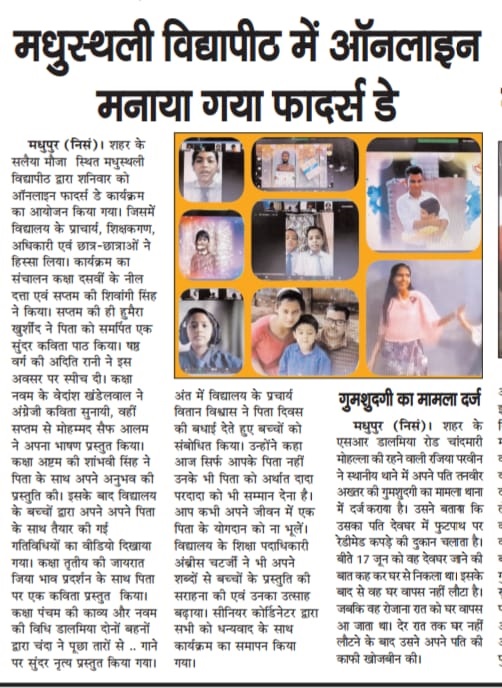 मधुस्थली विद्यापीठ में ऑनलाइन
मनाया गया फादर्स डे
मधुपुर (निसं)। शहर के
सलैया मौजा स्थित मधुस्थली
विद्यापीठ द्वारा शनिवार को
ऑनलाइन फादर्स डे कार्यक्रम
का आयोजन किया गया। जिसमें
विद्यालय के प्राचार्य, शिक्षकगण,
अधिकारी एवं छात्र-छात्राओं ने
हिस्सा लिया। कार्यक्रम का
संचालन कक्षा दसवीं के नील
दत्ता एवं सप्तम की शिवांगी सिंह
ने किया। सप्तम की ही हुमैरा
खुर्शीद ने पिता को समर्पित एक
सुंदर कविता पाठ किया। षष्ठ
वर्ग की अदिति रानी ने इस
अवसर पर स्पीच दी। कक्षा
नवम के वेदांश खंडेलवाल ने
अंग्रेजी कविता सुनायी, वहीं
सप्तम से मोहम्मद सैफ आलम
ने अपना भाषण प्रस्तुत किया।
कक्षा अष्टम की शांभवी सिंह ने
पिता के साथ अपने अनुभव की
प्रस्तुति की। इसके बाद विद्यालय
के बच्चों द्वारा अपने अपने पिता
के साथ तैयार की गई
गतिविधियों का वीडियो दिखाया
गया। कक्षा तृतीय की जायरात
जिया भाव प्रदर्शन के साथ पिता
पर एक कविता प्रस्तुत किया।
कक्षा पंचम की काव्य और नवम
की विधि डालमिया दोनों बहनों
द्वारा चंदा ने पूछा तारों से .. गाने
पर सुंदर नृत्य प्रस्तुत किया गया।
अंत में विद्यालय के प्रचार्य
वितान विश्वास ने पिता दिवस
की बधाई देते हुए बच्चों को
संबोधित किया। उन्होंने कहा
आज सिर्फ आपके पिता नहीं
उनके भी पिता को अर्थात दादा
परदादा को भी सम्मान देना है।
आप कभी अपने जीवन में एक
पिता के योगदान को ना भूलें।
विद्यालय के शिक्षा पदाधिकारी
अंब्रीस चटर्जी ने भी अपने
शब्दों से बच्चों के प्रस्तुति की
सराहना की एवं उनका उत्साह
बढ़ाया। सीनियर कोर्डिनेटर द्वारा
सभी को धन्यवाद के साथ
कार्यक्रम का समापन किया
गया।
गुमशुदगी का मामला दर्ज
मधुपुर (निसं)। शहर के
एसआर डालमिया रोड चांदमारी
मोहल्ला की रहने वाली रजिया परवीन
ने स्थानीय थाने में अपने पति तनवीर
अख्तर की गुमशुदगी का मामला थाना
में दर्ज कराया है। उसने बताया कि
उसका पति देवघर में फुटपाथ पर
रेडीमेड कपड़े की दुकान चलाता है।
बीते 17 जून को वह देवघर जाने की
बात कह कर घर से निकला था। इसके
बाद से वह घर वापस नहीं लौटा है।
जबकि वह रोजाना रात को घर वापस
आ जाता था। देर रात तक घर नहीं
लौटने के बाद उसने अपने पति की
काफी खोजबीन की।